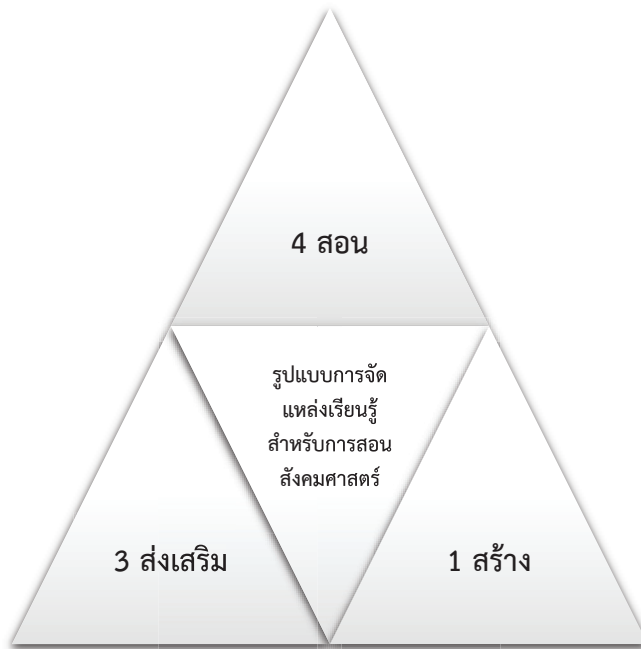 4 สอน
รูปแบบการจัด
แหล่งเรียนรู้
สำหรับการสอน
สังคมศาสตร์
3 ส่งเสริม
1 สร้าง